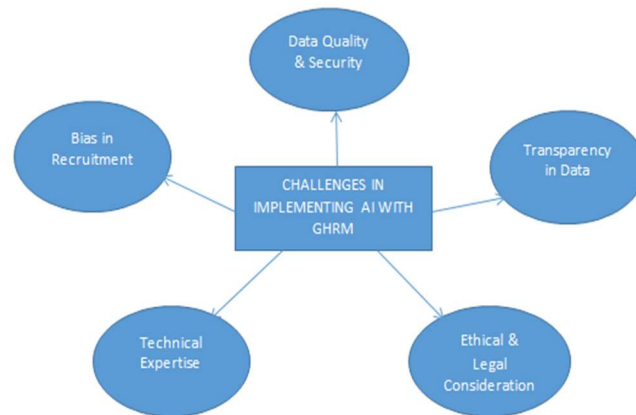 Data Quality
& Security
Bias in
Recruitment
Transparency
in Data
CHALLENGES IN
IMPLEMENTING AI WITH
GHRM
Technical
Expertise
Ethical &
Legal
Consideration